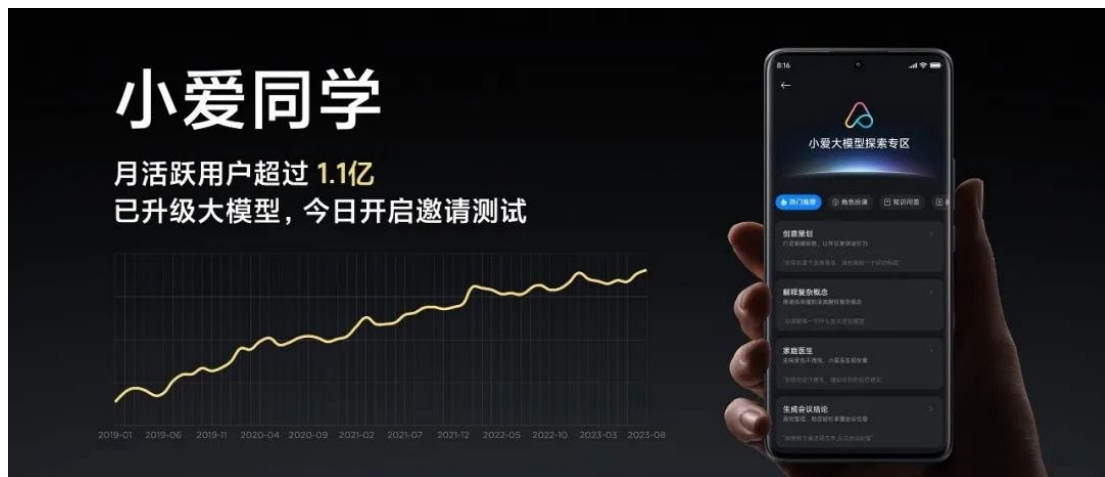 小爱同学
月活跃用户超过 1.1亿
已升级大模型，今日开启邀请测试
2019-01 2019-06 2019-11 2020-04 2020-09 2021-02 2021-07 2021-12 2022-05 2022-10 2023-03 2023-08
8:16
小爱大模型探索专区
热门推荐 角色扮演 知识问答
创意策划
解释复杂概念
家庭医生
生成会议结论